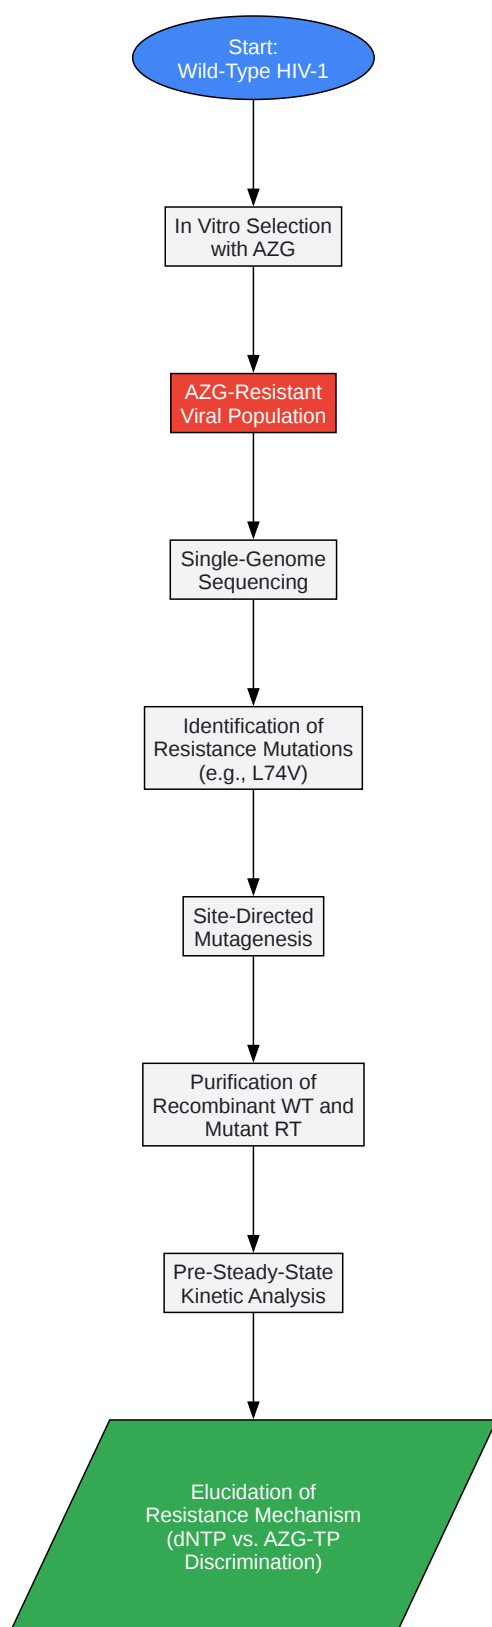 Start:
Wild-Type HIV-1
In Vitro Selection
with AZG
AZG-Resistant
Viral Population
Single-Genome
Sequencing
Identification of
Resistance Mutations
(e.g., L74V)
Site-Directed
Mutagenesis
Purification of
Recombinant WT and
Mutant RT
Pre-Steady-State
Kinetic Analysis
Elucidation of
Resistance Mechanism
(dNTP vs. AZG-TP
Discrimination)